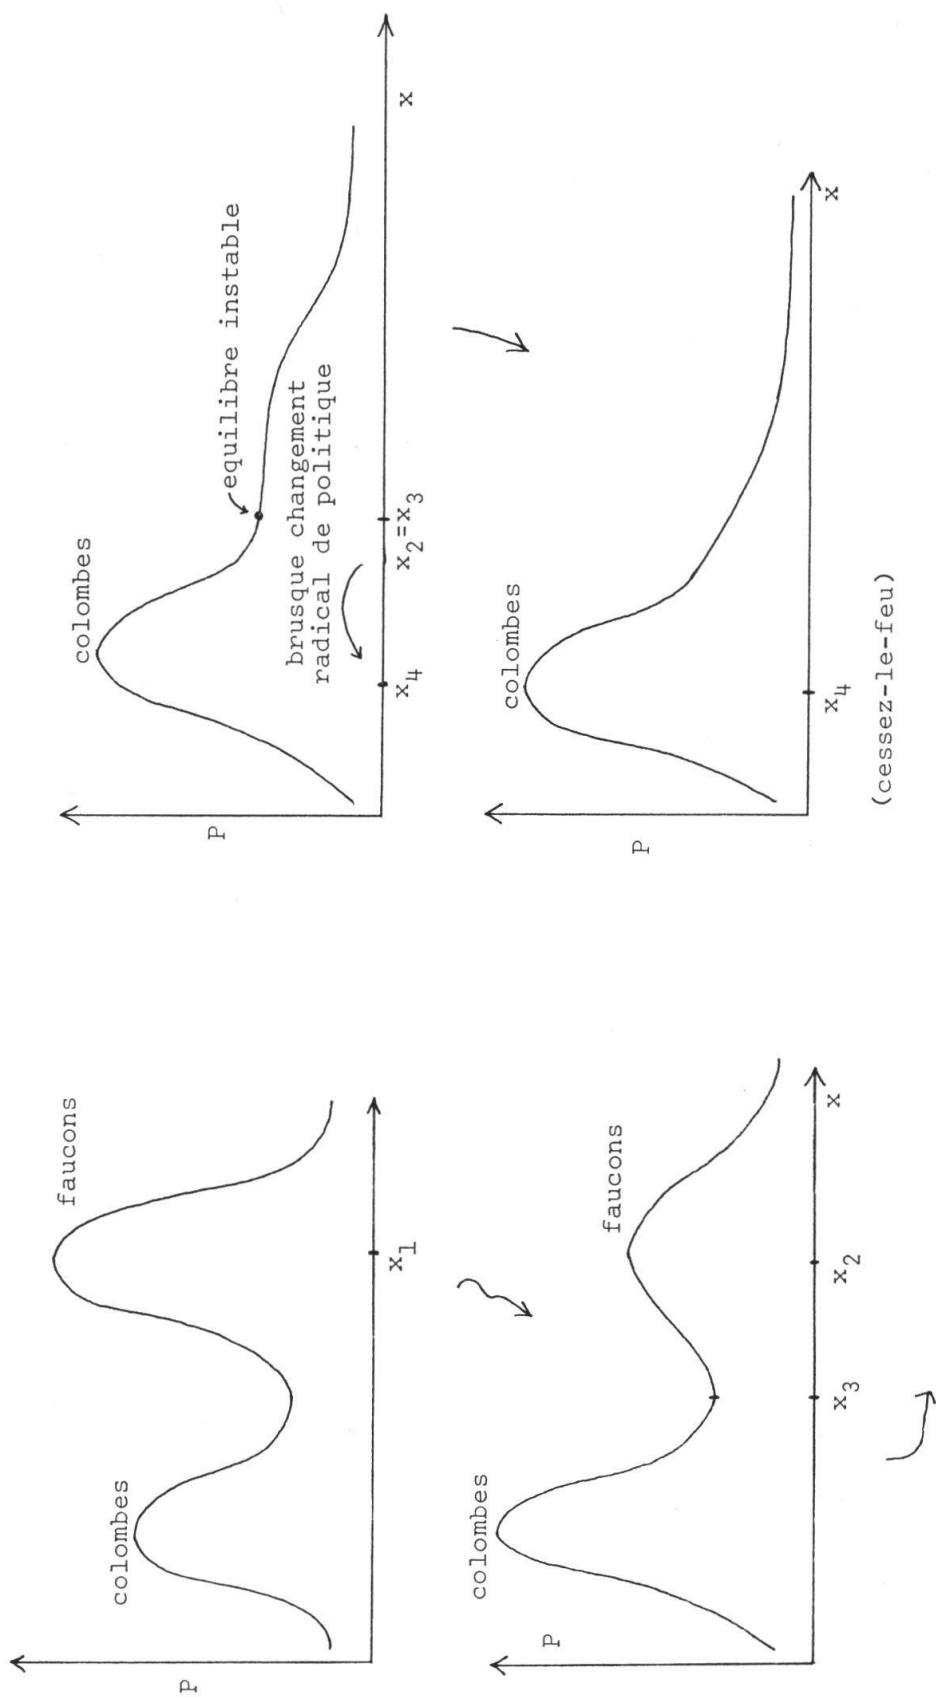 P
colombes
faucons
x1
P
colombes
faucons
x3
x2
x
P
colombes
equilibre instable
brusque changement
radical de politique
x4
x2=x3
x
P
colombes
x4
x
(cessez-le-feu)